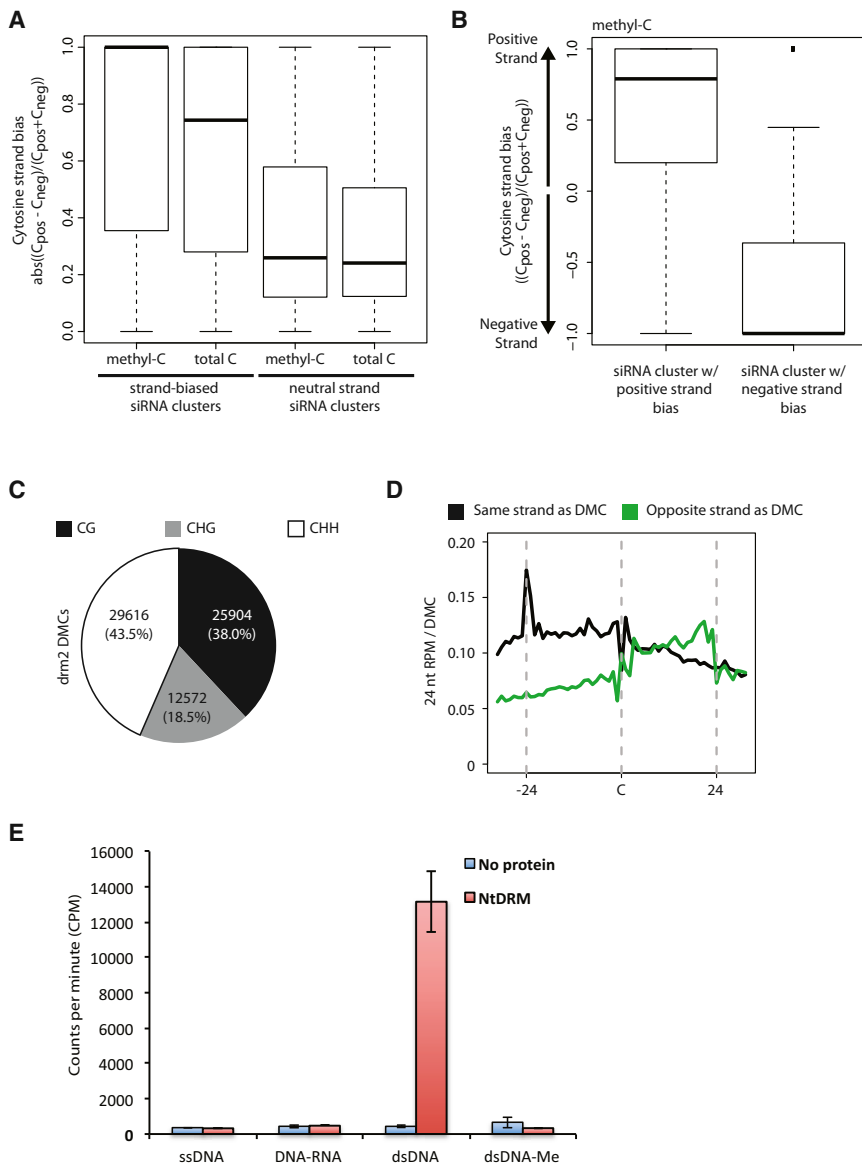 A
Cytosine strand bias
abs((Cpos - Cneg)/(Cpos+Cneg))
1.0
0.8
0.6
0.4
0.2
0.0
methyl-C
total C
methyl-C
total C
strand-biased
siRNA clusters
neutral strand
siRNA clusters
B
methyl-C
Positive
Strand
Cytosine strand bias
((Cpos - Cneg)/(Cpos+Cneg))
Negative
Strand
1.0
0.5
0.0
−0.5
−1.0
siRNA cluster w/
positive strand
bias
siRNA cluster w/
negative strand
bias
C
CG
CHG
CHH
drm2 DMCs
29616
(43.5%)
25904
(38.0%)
12572
(18.5%)
D
Same strand as DMC
Opposite strand as DMC
24 nt RPM / DMC
0.20
0.15
0.10
0.05
0
-24
C
24
E
Counts per minute (CPM)
16000
14000
12000
10000
8000
6000
4000
2000
0
No protein
NtDRM
ssDNA
DNA-RNA
dsDNA
dsDNA-Me